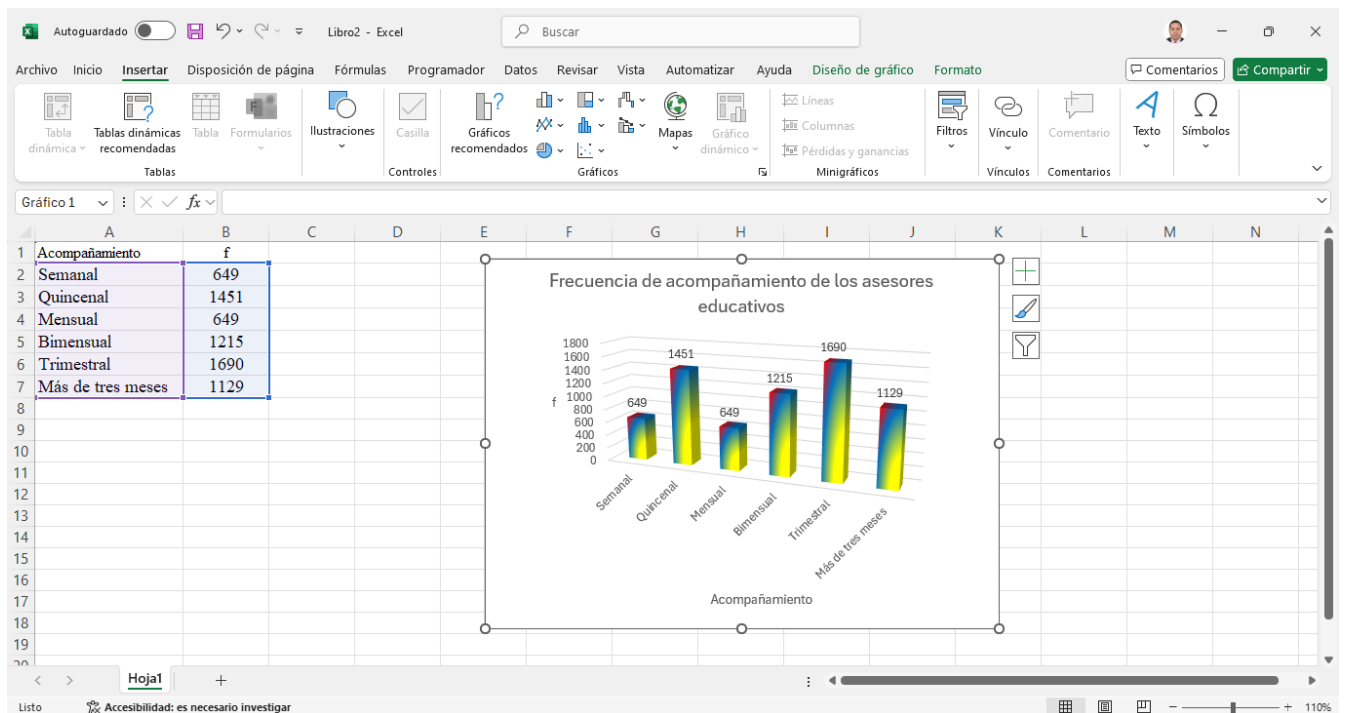 Autoguardado Libro2 - Excel Buscar
Archivo Inicio Insertar Disposición de página Fórmulas Programador Datos Revisar Vista Automatizar Ayuda Diseño de gráfico Formato Comentarios Compartir
Tabla dinámica
Tablas dinámicas recomendadas
Tabla
Formularios
Ilustraciones
Casilla
Gráficos recomendados
Mapas
Gráfico dinámico
Líneas
Columnas
Pérdidas y ganancias
Filtros
Vínculo
Comentario
Texto
Símbolos
Tablas Controles Gráficos Minigráficos Vínculos Comentarios
Gráfico 1 fx
A B C D E F G H I J K L M N
1 Acompañamiento f
2 Semanal 649
3 Quincenal 1451
4 Mensual 649
5 Bimensual 1215
6 Trimestral 1690
7 Más de tres meses 1129
8
9
10
11
12
13
14
15
16
17
18
19
20
Frecuencia de acompañamiento de los asesores
educativos
1800
1600
1400
1200
1000
800
600
400
200
0
f
649 1451 649 1215 1690 1129
Semanal Quincenal Mensual Bimensual Trimestral Más de tres meses
Acompañamiento
Hoja1
Listo Accesibilidad: es necesario investigar 110%